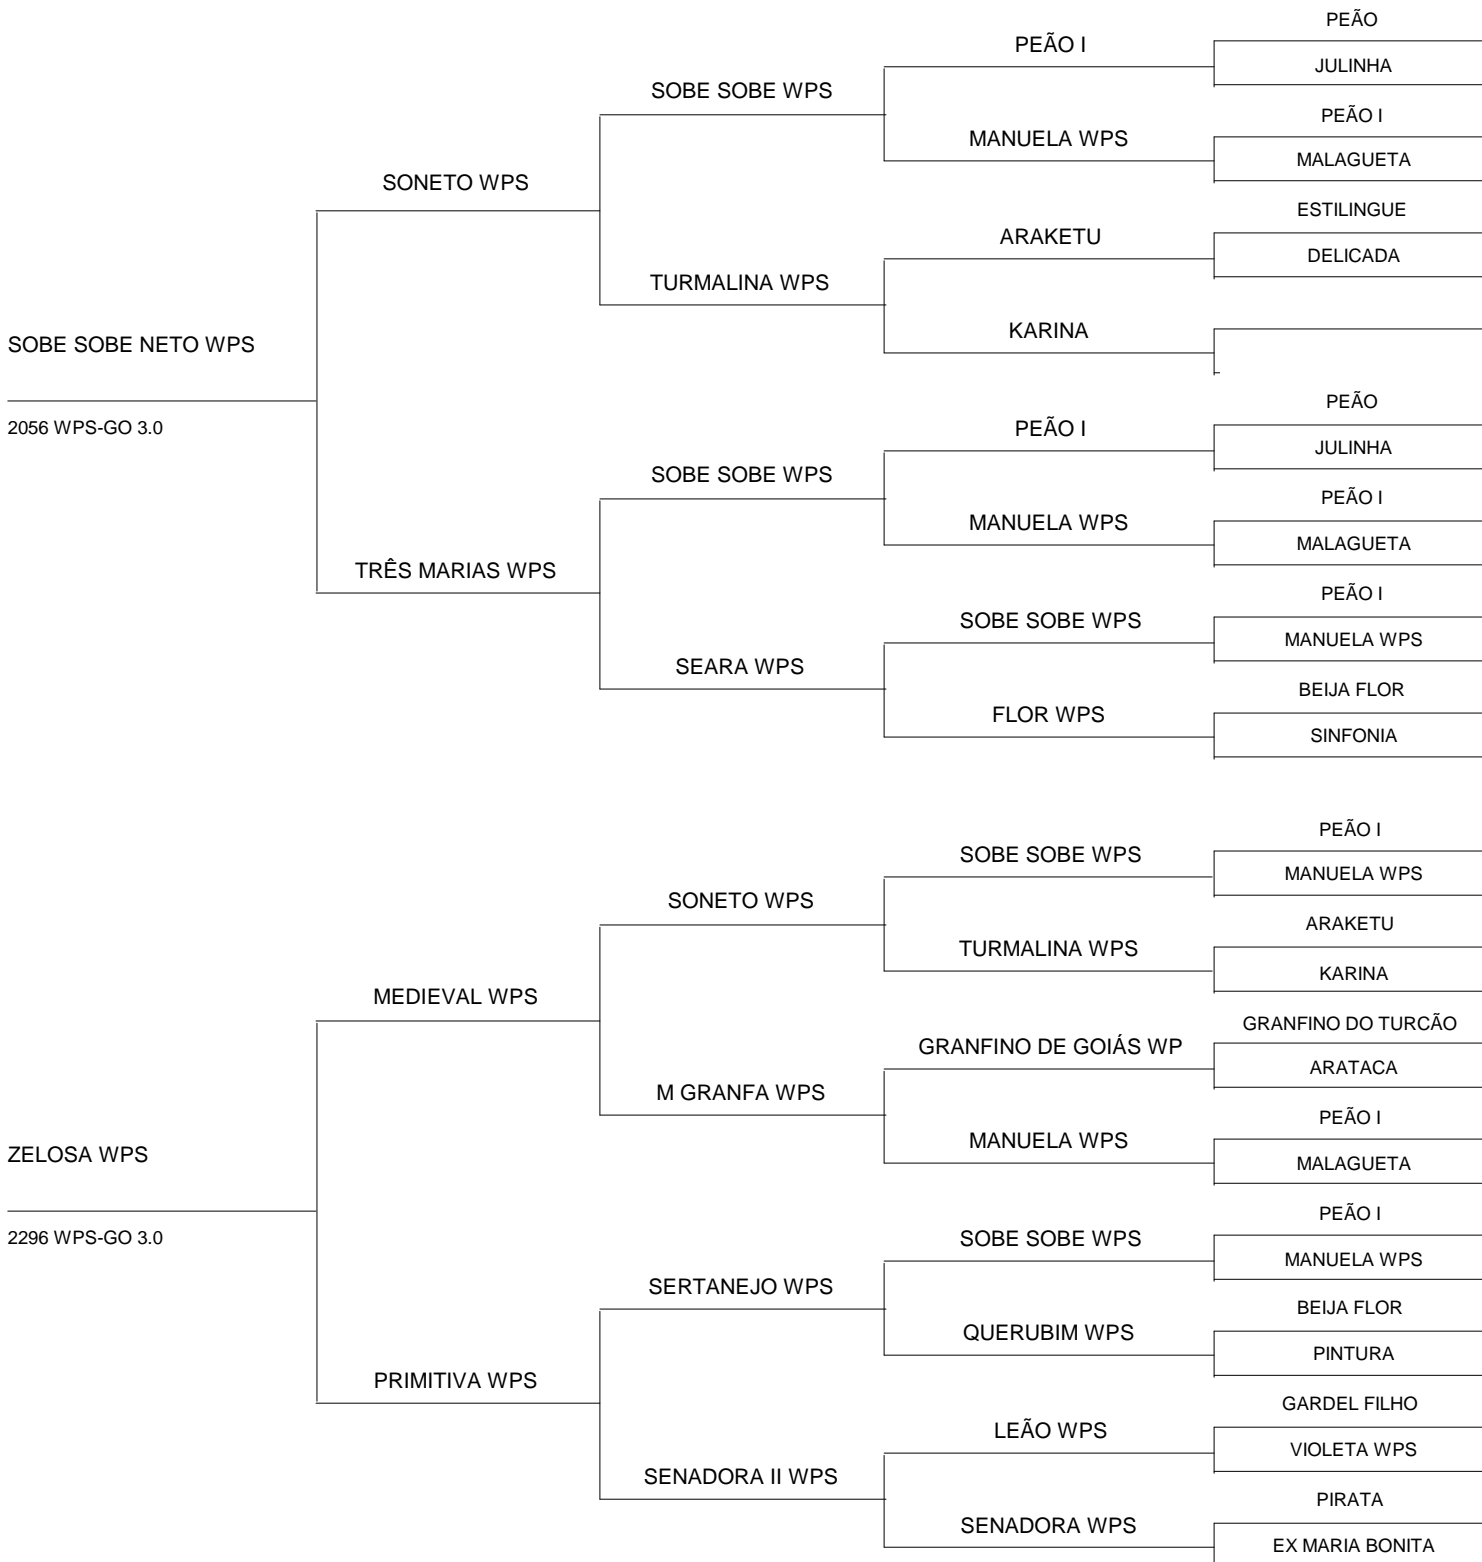 PEÃO
PEÃO I
JULINHA
SOBE SOBE WPS
PEÃO I
MANUELA WPS
MALAGUETA
SONETO WPS
ESTILINGUE
ARAKETU
DELICADA
TURMALINA WPS
KARINA
SOBE SOBE NETO WPS
2056 WPS-GO 3.0
PEÃO
PEÃO I
JULINHA
SOBE SOBE WPS
PEÃO I
MANUELA WPS
MALAGUETA
TRÊS MARIAS WPS
PEÃO I
SOBE SOBE WPS
MANUELA WPS
SEARA WPS
BEIJA FLOR
FLOR WPS
SINFONIA
PEÃO I
SOBE SOBE WPS
MANUELA WPS
SONETO WPS
ARAKETU
TURMALINA WPS
KARINA
MEDIEVAL WPS
GRANFINO DO TURCÃO
GRANFINO DE GOIÁS WP
ARATACA
M GRANFA WPS
PEÃO I
MANUELA WPS
MALAGUETA
ZELOSA WPS
2296 WPS-GO 3.0
PEÃO I
SOBE SOBE WPS
MANUELA WPS
SERTANEJO WPS
BEIJA FLOR
QUERUBIM WPS
PINTURA
PRIMITIVA WPS
GARDEL FILHO
LEÃO WPS
VIOLETA WPS
SENADORA II WPS
PIRATA
SENADORA WPS
EX MARIA BONITA